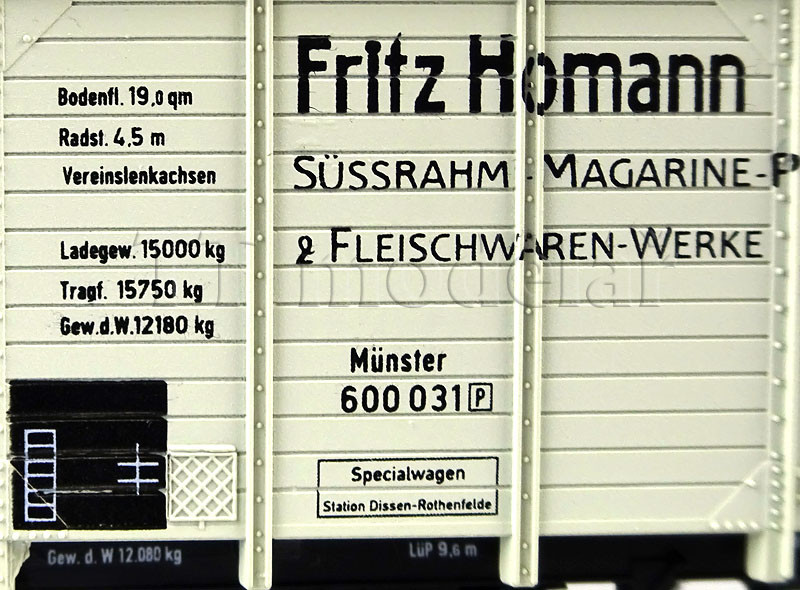 Bodenfl. 19,0 qm
Radst. 4,5 m
Vereinslenkachsen
Ladegew. 15000 kg
Tragf. 15750 kg
Gew.d.W.12180 kg
Fritz Homann
SÜSSRAHM-MAGARINE-P
& FLEISCHWAREN-WERKE
Münster
600 031 P
Specialwagen
Station Dissen-Rothenfelde
Gew. d. W 12.080 kg
LüP 9,6 m